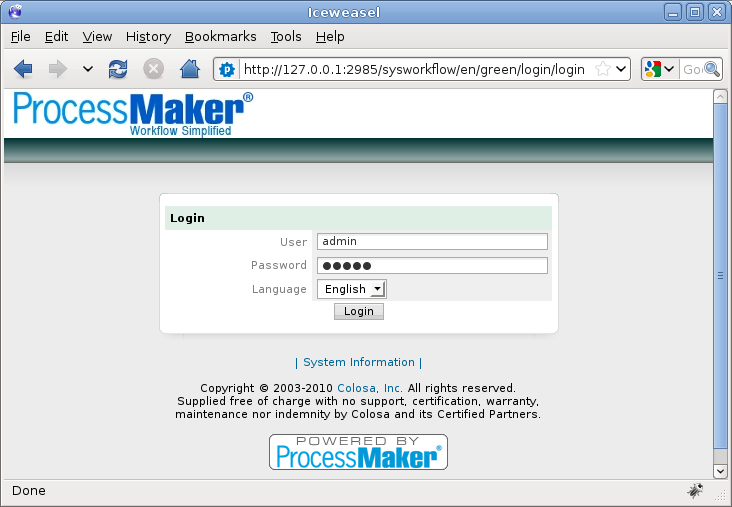 Iceweasel
File Edit View History Bookmarks Tools Help
http://127.0.0.1:2985/sysworkflow/en/green/login/login
ProcessMaker®
Workflow Simplified
Login
User admin
Password ●●●●●
Language English
Login
| System Information |
Copyright © 2003-2010 Colosa, Inc. All rights reserved.
Supplied free of charge with no support, certification, warranty,
maintenance nor indemnity by Colosa and its Certified Partners.
POWERED BY
ProcessMaker®
Done